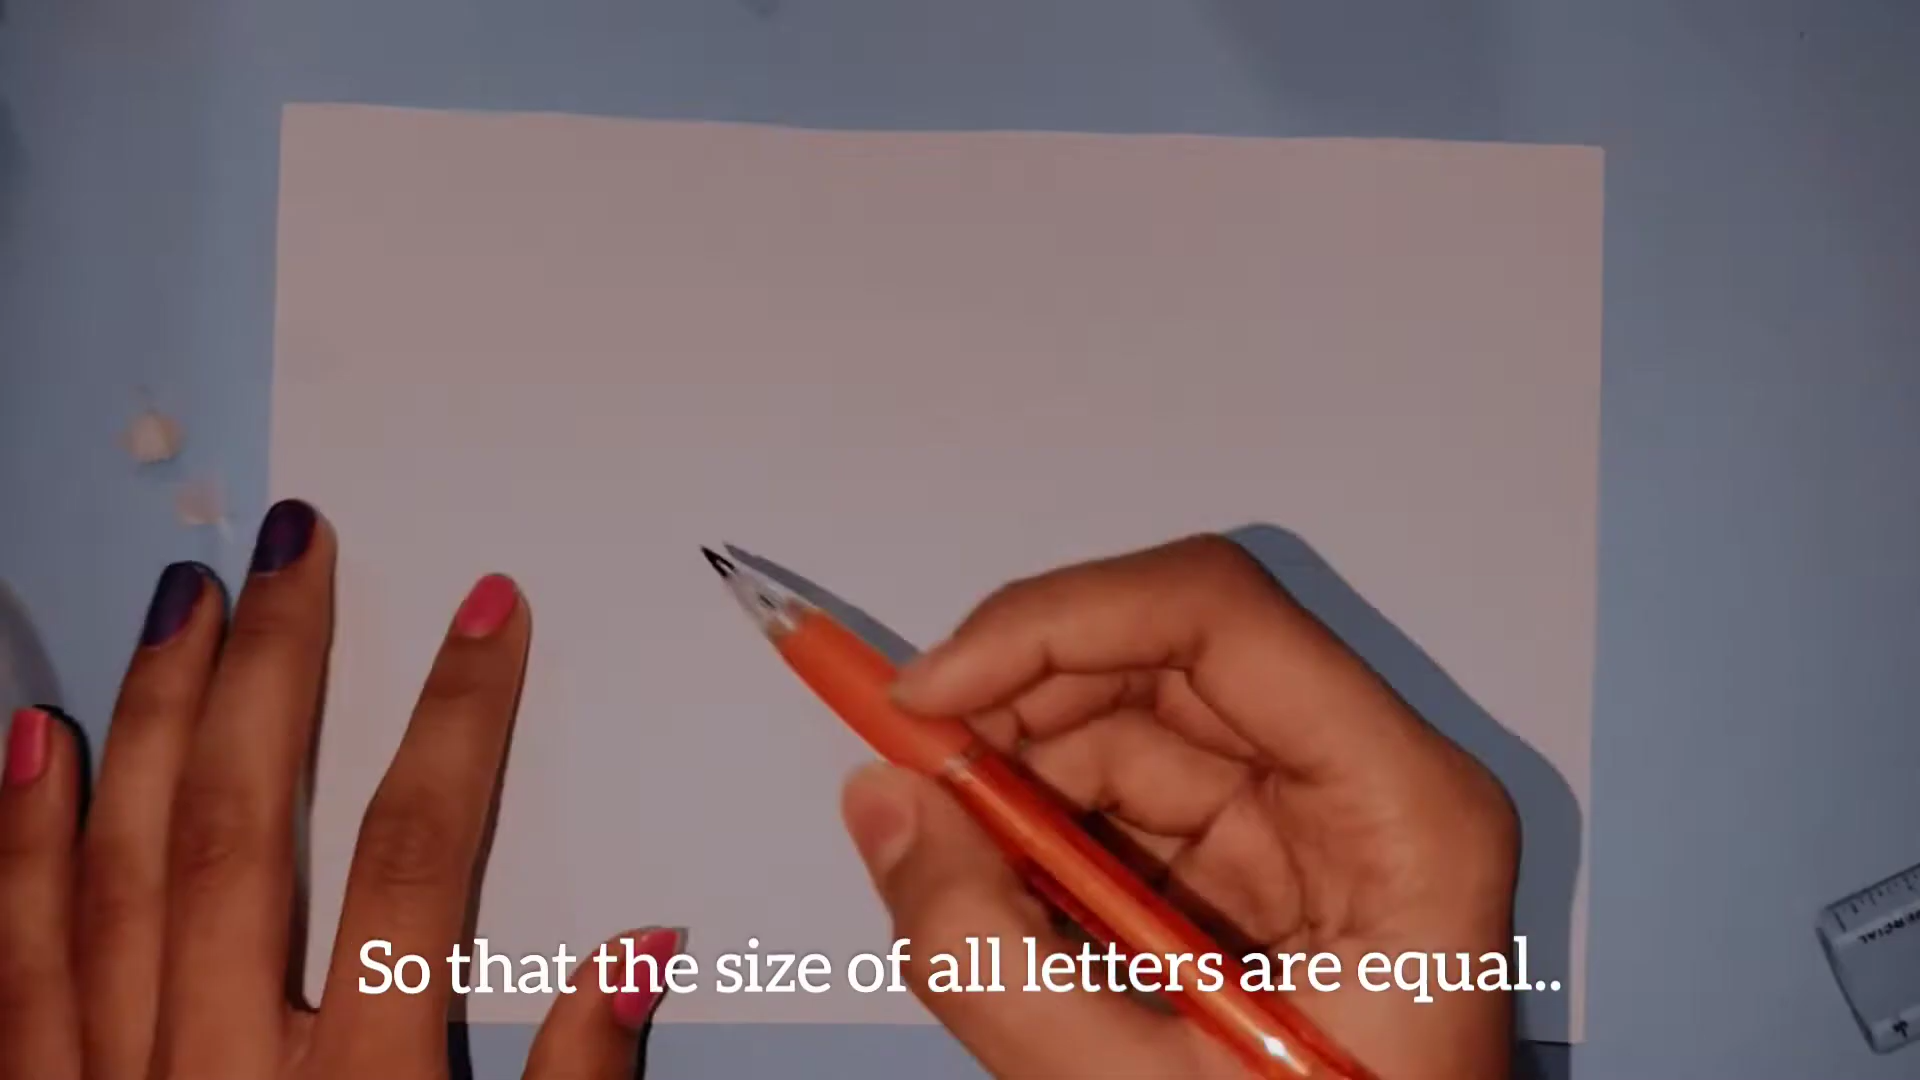 So that the size of all letters are equal..